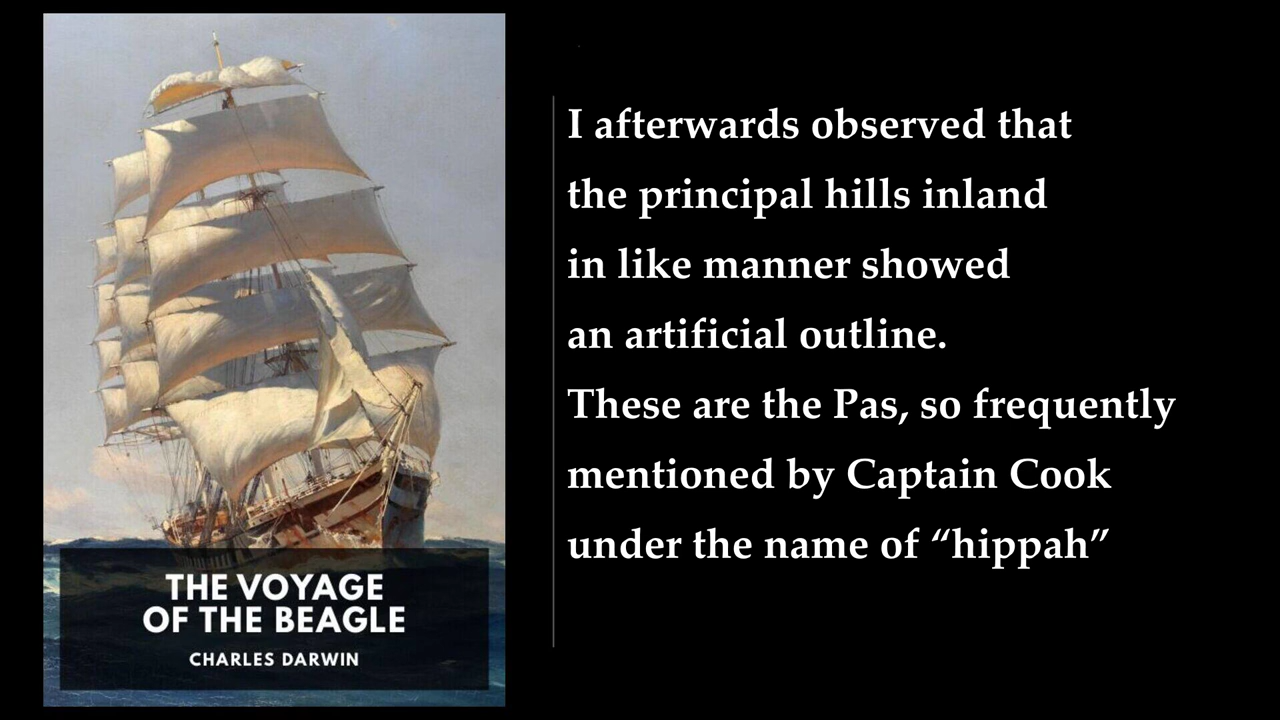 THE VOYAGE
OF THE BEAGLE
CHARLES DARWIN
I afterwards observed that
the principal hills inland
in like manner showed
an artificial outline.
These are the Pas, so frequently
mentioned by Captain Cook
under the name of “hippah”